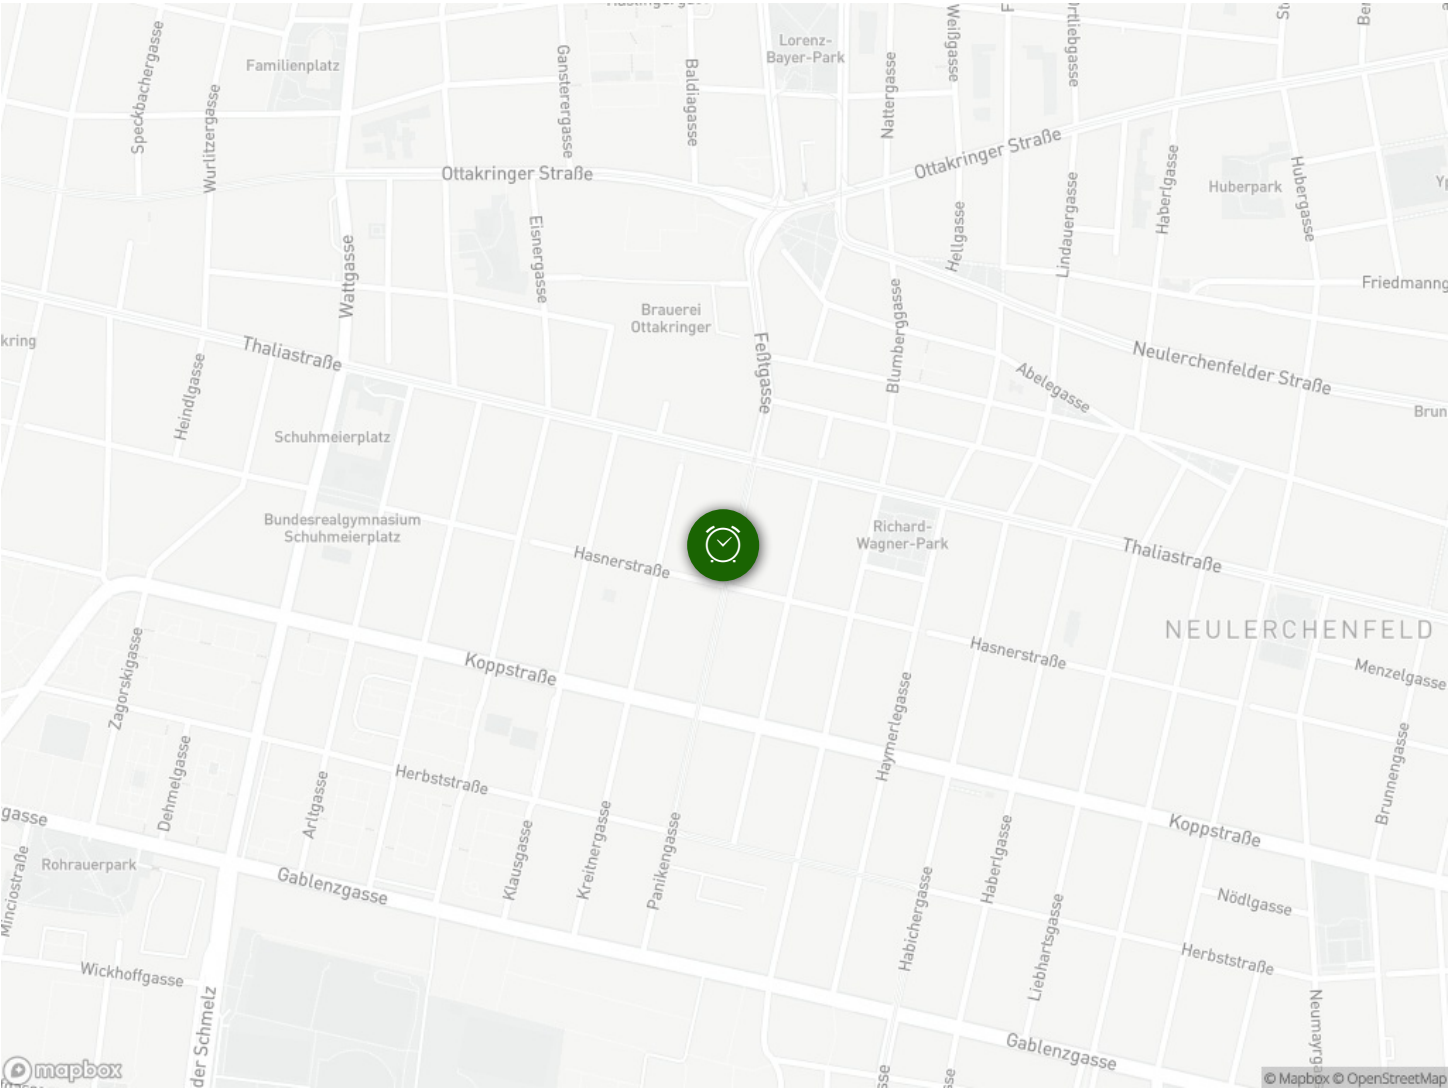 Speckbachergasse
Wurlitzergasse
Familienplatz
Gansterergasse
Baldiagasse
Lorenz-
Bayer-Park
Nattergasse
Weißgasse
Ottakringer Straße
Ottakringer Straße
Haberlgasse
Huberpark
Hubergasse
Eisnergasse
Wattgasse
Hellgasse
Lindauergasse
Friedmanng
Brauerei
Ottakringer
Feßtgasse
Blumberggasse
kring
Thaliastraße
Heindlgasse
Neulerchenfelder Straße
Abelegasse
Brun
Schuhmeierplatz
Bundesrealgymnasium
Schuhmeierplatz
Richard-
Wagner-Park
Hasnerstraße
Thaliastraße
NEULERCHENFELD
Hasnerstraße
Menzelgasse
Koppstraße
Zagorskigasse
Haymerlegasse
Brunnengasse
Dehmelgasse
Arltgasse
Herbststraße
Koppstraße
gasse
Rohrauerpark
Minciostraße
Gablenzgasse
Klausgasse
Kreitnergasse
Panikengasse
Habichergasse
Haberlgasse
Liebhartsgasse
Nödlgasse
Herbststraße
Wickhoffgasse
der Schmelz
Neumayrga
Gablenzgasse
mapbox
© Mapbox © OpenStreetMap